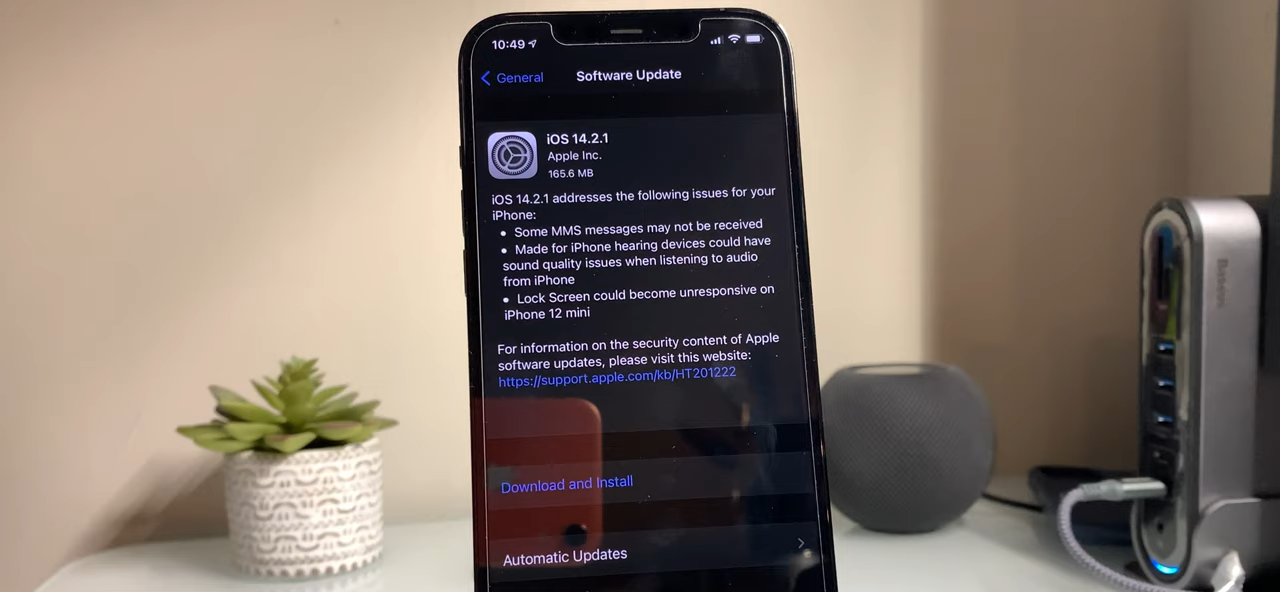 10:49
General
Software Update
iOS 14.2.1
Apple Inc.
165.6 MB
iOS 14.2.1 addresses the following issues for your
iPhone:
• Some MMS messages may not be received
• Made for iPhone hearing devices could have
sound quality issues when listening to audio
from iPhone
• Lock Screen could become unresponsive on
iPhone 12 mini
For information on the security content of Apple
software updates, please visit this website:
https://support.apple.com/kb/HT201222
Download and Install
Automatic Updates
Baseus